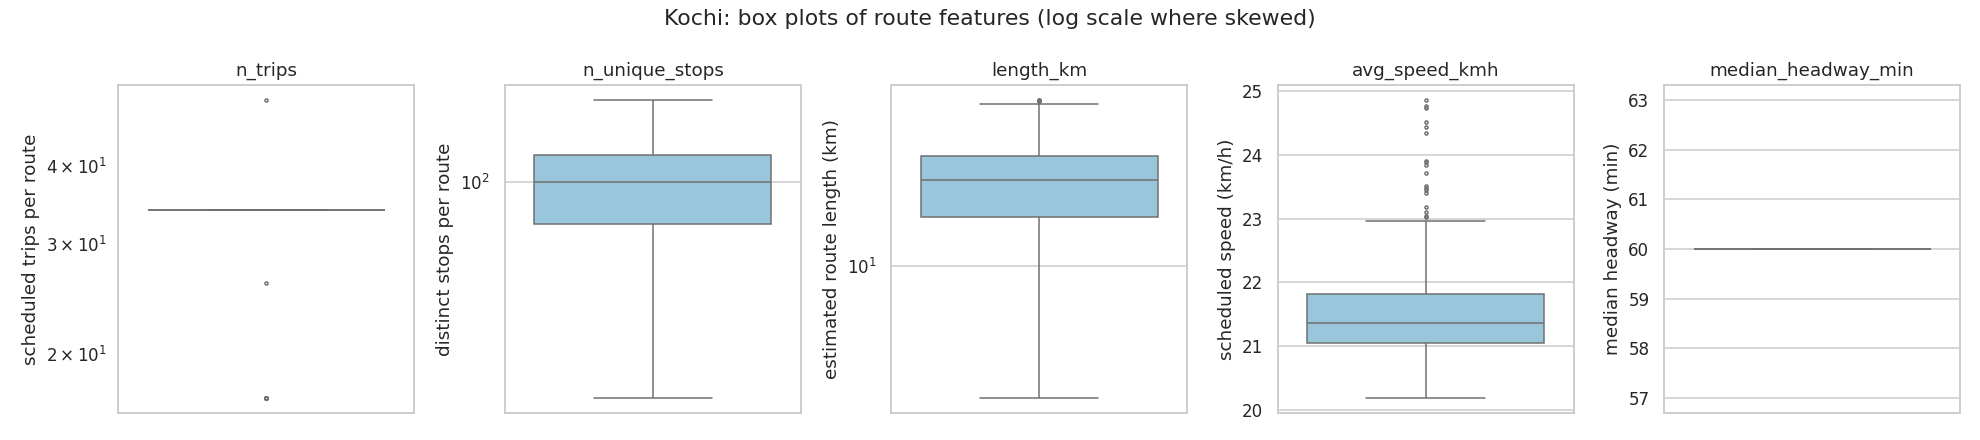 Kochi: box plots of route features (log scale where skewed)
n_trips
scheduled trips per route
4 × 10¹
3 × 10¹
2 × 10¹
n_unique_stops
distinct stops per route
10²
length_km
estimated route length (km)
10¹
avg_speed_kmh
scheduled speed (km/h)
25
24
23
22
21
20
median_headway_min
median headway (min)
63
62
61
60
59
58
57